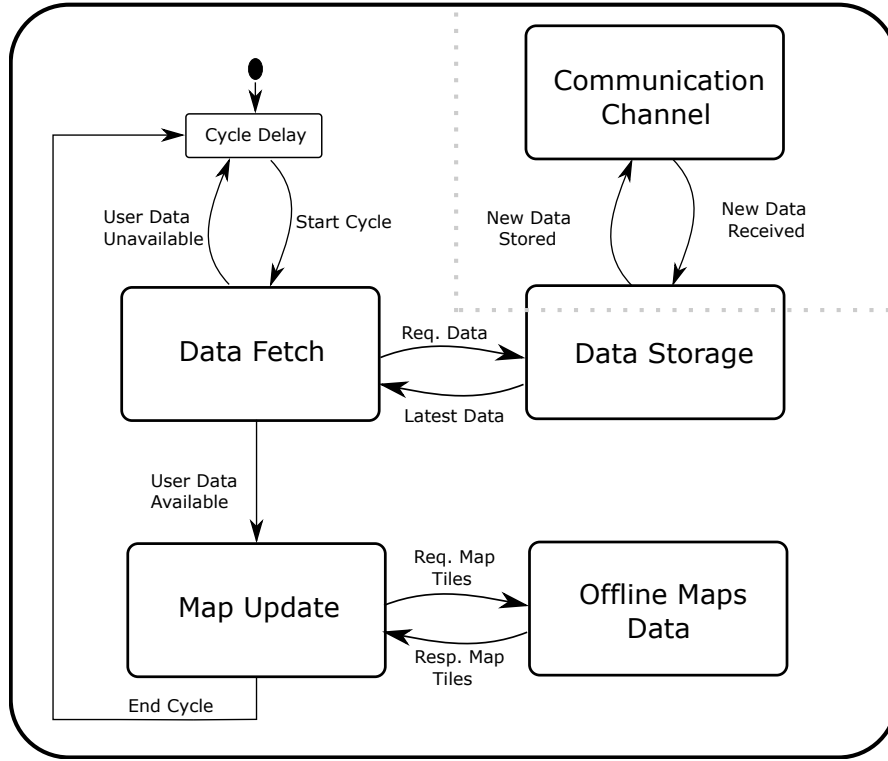 Communication
Channel
Cycle Delay
User Data
Unavailable
Start Cycle
New Data
Stored
New Data
Received
Data Fetch
Req. Data
Latest Data
Data Storage
User Data
Available
Map Update
Req. Map
Tiles
Resp. Map
Tiles
Offline Maps
Data
End Cycle